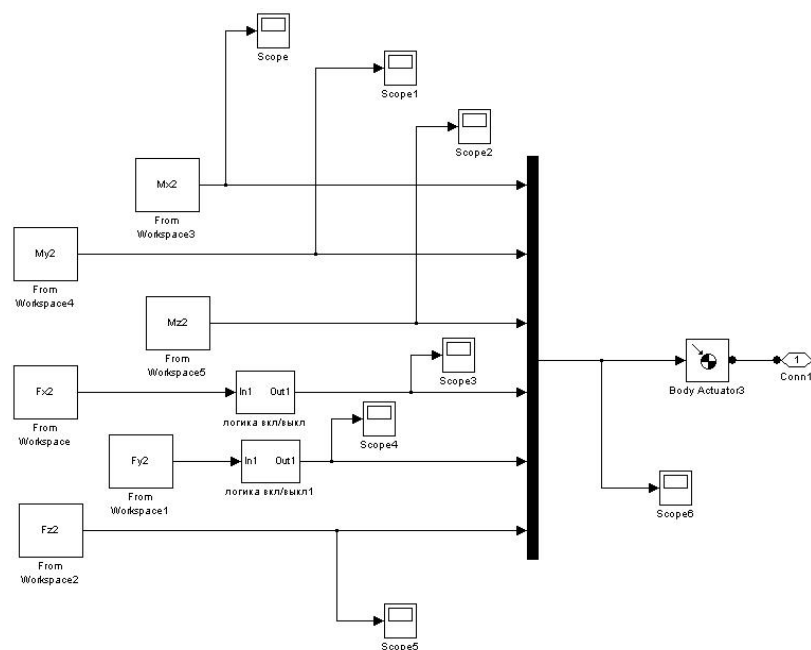 Scope
Scope1
Scope2
Mx2
From
Workspace3
My2
From
Workspace4
Mz2
From
Workspace5
Scope3
Fx2
From
Workspace
In1 Out1
логика вкл/выкл
Scope4
Fy2
From
Workspace1
In1 Out1
логика вкл/выкл1
Fz2
From
Workspace2
Scope5
Body Actuator3
1
Conn1
Scope6